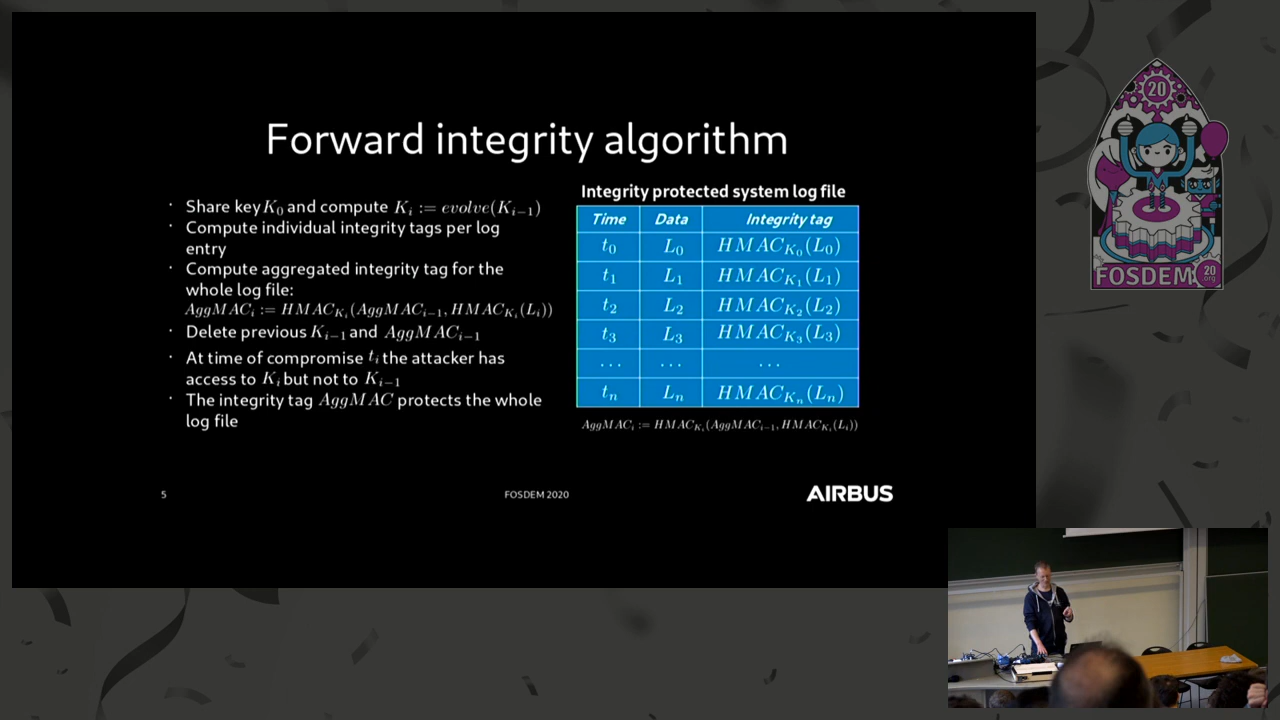 Forward integrity algorithm
· Share key K₀ and compute Kᵢ := evolve(Kᵢ₋₁)
· Compute individual integrity tags per log
entry
· Compute aggregated integrity tag for the
whole log file:
AggMACᵢ := HMAC_{Kᵢ}(AggMACᵢ₋₁, HMAC_{Kᵢ}(Lᵢ))
· Delete previous Kᵢ₋₁ and AggMACᵢ₋₁
· At time of compromise tᵢ the attacker has
access to Kᵢ but not to Kᵢ₋₁
· The integrity tag AggMAC protects the whole
log file
Integrity protected system log file
Time Data Integrity tag
t₀ L₀ HMAC_{K₀}(L₀)
t₁ L₁ HMAC_{K₁}(L₁)
t₂ L₂ HMAC_{K₂}(L₂)
t₃ L₃ HMAC_{K₃}(L₃)
... ... ...
tₙ Lₙ HMAC_{Kₙ}(Lₙ)
AggMACᵢ := HMAC_{Kᵢ}(AggMACᵢ₋₁, HMAC_{Kᵢ}(Lᵢ))
5
FOSDEM 2020
AIRBUS
20
FOSDEM
20
.org